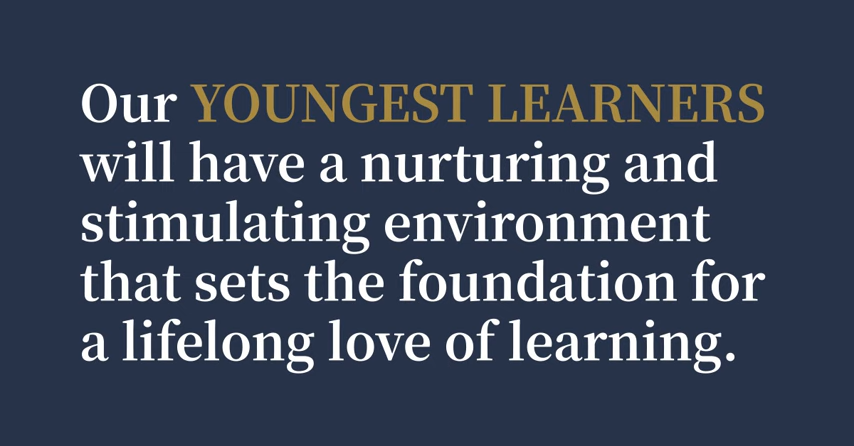 Our YOUNGEST LEARNERS
will have a nurturing and
stimulating environment
that sets the foundation for
a lifelong love of learning.